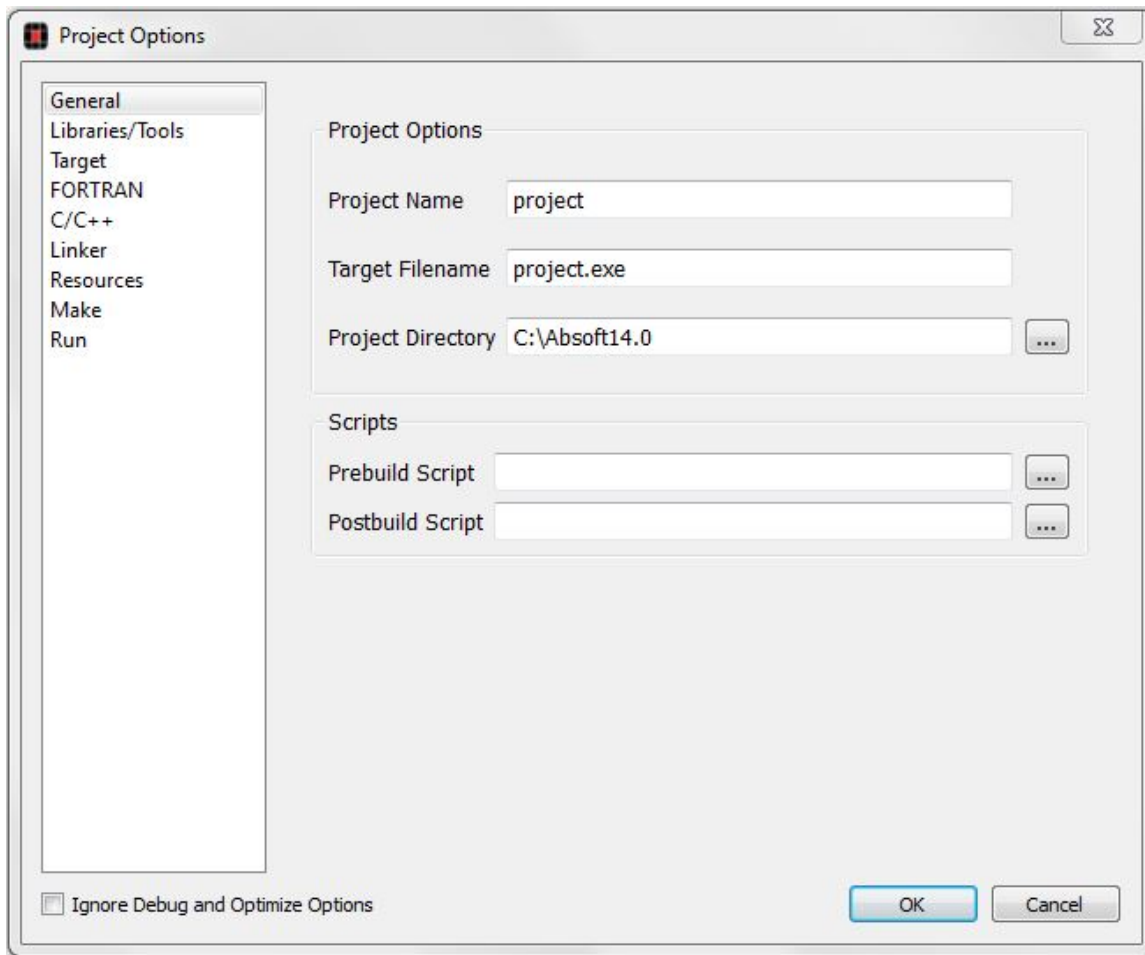 Project Options
General
Libraries/Tools
Target
FORTRAN
C/C++
Linker
Resources
Make
Run
Project Options
Project Name project
Target Filename project.exe
Project Directory C:\Absoft14.0 ...
Scripts
Prebuild Script ...
Postbuild Script ...
Ignore Debug and Optimize Options
OK Cancel